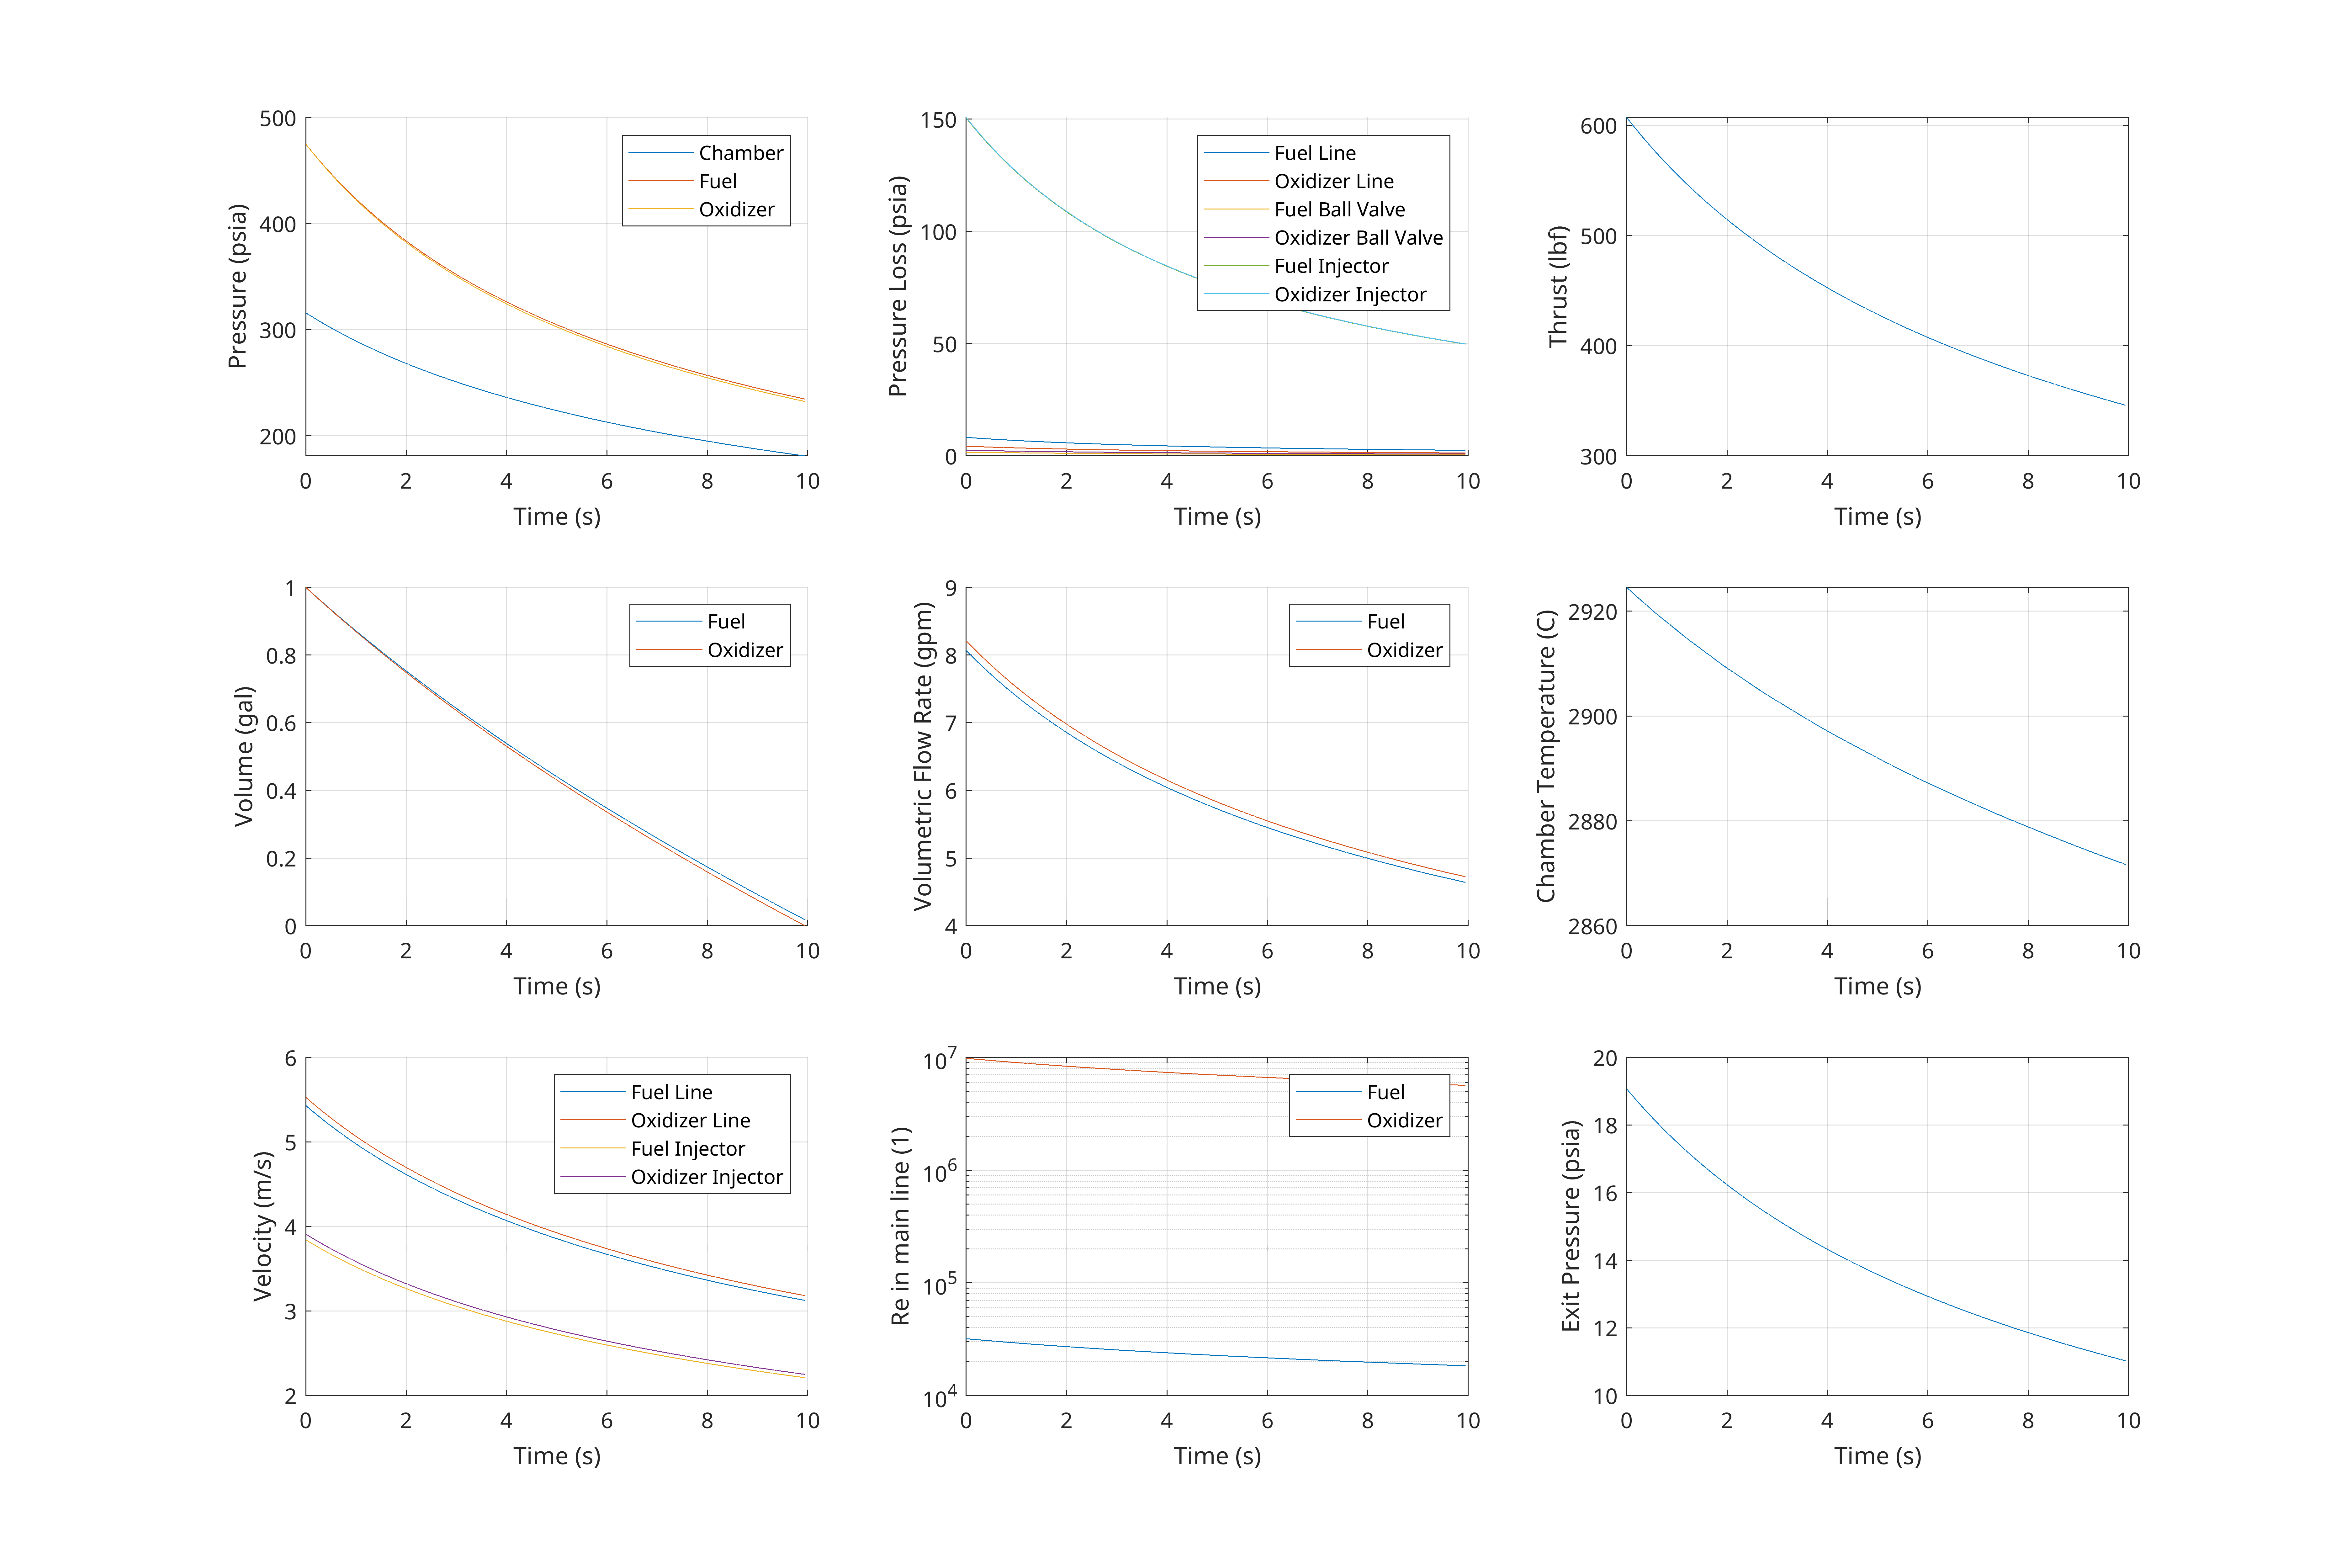 500
400
300
200
0 2 4 6 8 10
Time (s)
Pressure (psia)
Chamber
Fuel
Oxidizer
150
100
50
0
0 2 4 6 8 10
Time (s)
Pressure Loss (psia)
Fuel Line
Oxidizer Line
Fuel Ball Valve
Oxidizer Ball Valve
Fuel Injector
Oxidizer Injector
600
500
400
300
0 2 4 6 8 10
Time (s)
Thrust (lbf)
1
0.8
0.6
0.4
0.2
0
0 2 4 6 8 10
Time (s)
Volume (gal)
Fuel
Oxidizer
9
8
7
6
5
4
0 2 4 6 8 10
Time (s)
Volumetric Flow Rate (gpm)
Fuel
Oxidizer
2920
2900
2880
2860
0 2 4 6 8 10
Time (s)
Chamber Temperature (C)
6
5
4
3
2
0 2 4 6 8 10
Time (s)
Velocity (m/s)
Fuel Line
Oxidizer Line
Fuel Injector
Oxidizer Injector
10^7
10^6
10^5
10^4
0 2 4 6 8 10
Time (s)
Re in main line (1)
Fuel
Oxidizer
20
18
16
14
12
10
0 2 4 6 8 10
Time (s)
Exit Pressure (psia)